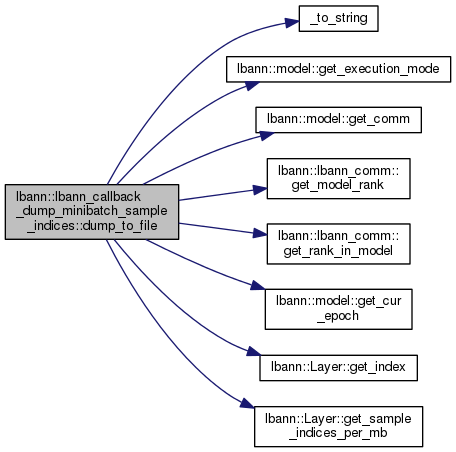 _to_string
lbann::model::get_execution_mode
lbann::model::get_comm
lbann::lbann_comm::
get_model_rank
lbann::lbann_callback
_dump_minibatch_sample
_indices::dump_to_file
lbann::lbann_comm::
get_rank_in_model
lbann::model::get_cur
_epoch
lbann::Layer::get_index
lbann::Layer::get_sample
_indices_per_mb